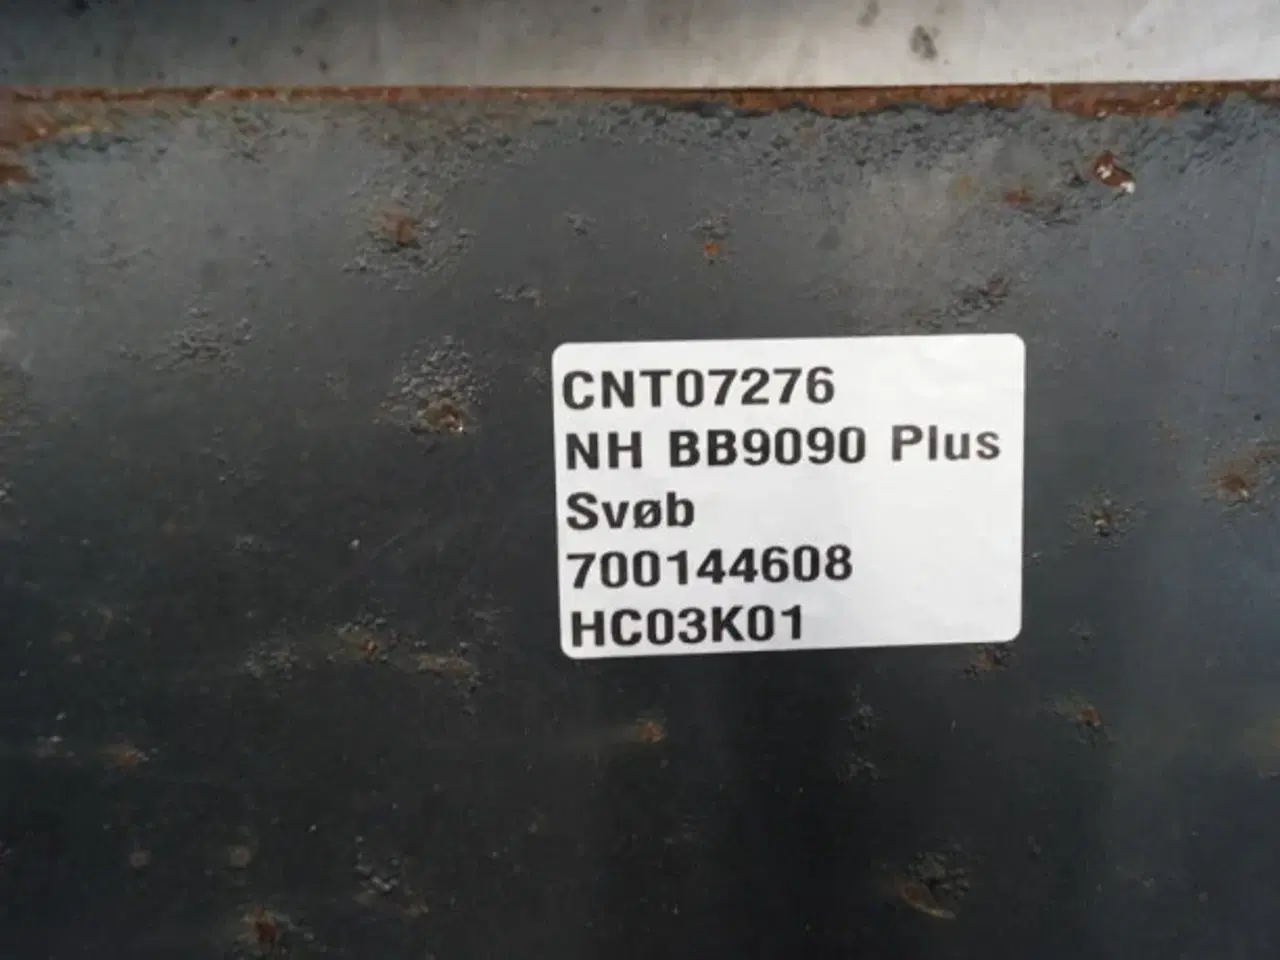 CNT07276
NH BB9090 Plus
Svøb
700144608
HC03K01